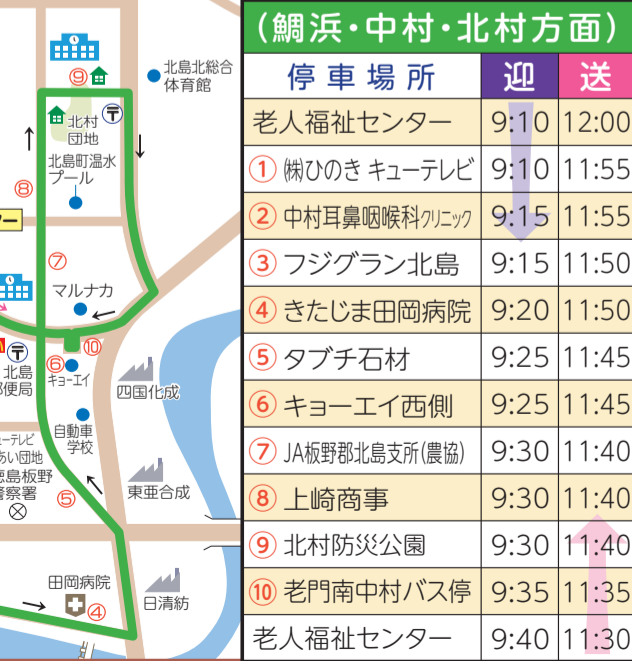 ⑨
北島北総合
体育館
北村
団地
〒
北島町温水
プール
⑧
⑦
マルナカ
〒
北島
便局
⑥
⑩
キョーエイ
四国化成
自動車
学校
ューテレビ
あい団地
徳島板野
警察署
⑤
東亜合成
田岡病院
④
日清紡
(鯛浜・中村・北村方面)
停車場所 迎 送
老人福祉センター 9:10 12:00
① ㈱ひのき キューテレビ 9:10 11:55
② 中村耳鼻咽喉科クリニック 9:15 11:55
③ フジグラン北島 9:15 11:50
④ きたじま田岡病院 9:20 11:50
⑤ タブチ石材 9:25 11:45
⑥ キョーエイ西側 9:25 11:45
⑦ JA板野郡北島支所(農協) 9:30 11:40
⑧ 上崎商事 9:30 11:40
⑨ 北村防災公園 9:30 11:40
⑩ 老門南中村バス停 9:35 11:35
老人福祉センター 9:40 11:30